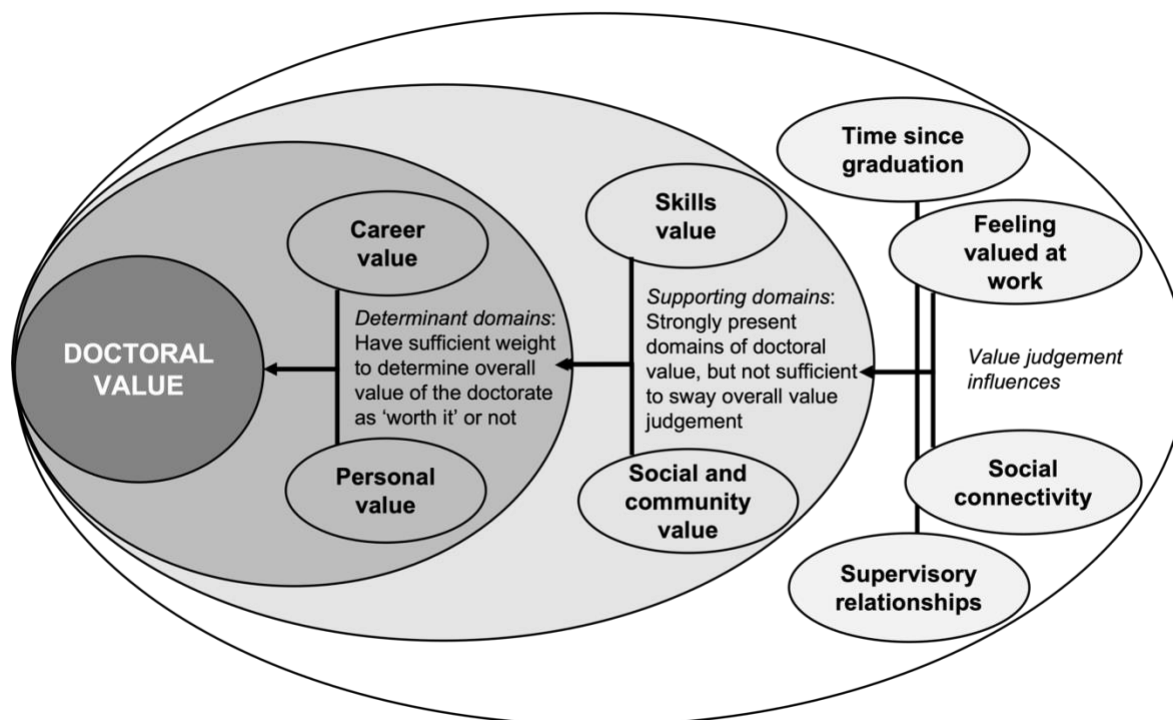 DOCTORAL
VALUE
Career
value
Determinant domains:
Have sufficient weight
to determine overall
value of the doctorate
as ‘worth it’ or not
Personal
value
Skills
value
Supporting domains:
Strongly present
domains of doctoral
value, but not sufficient
to sway overall value
judgement
Social and
community
value
Time since
graduation
Feeling
valued at
work
Value judgement
influences
Social
connectivity
Supervisory
relationships